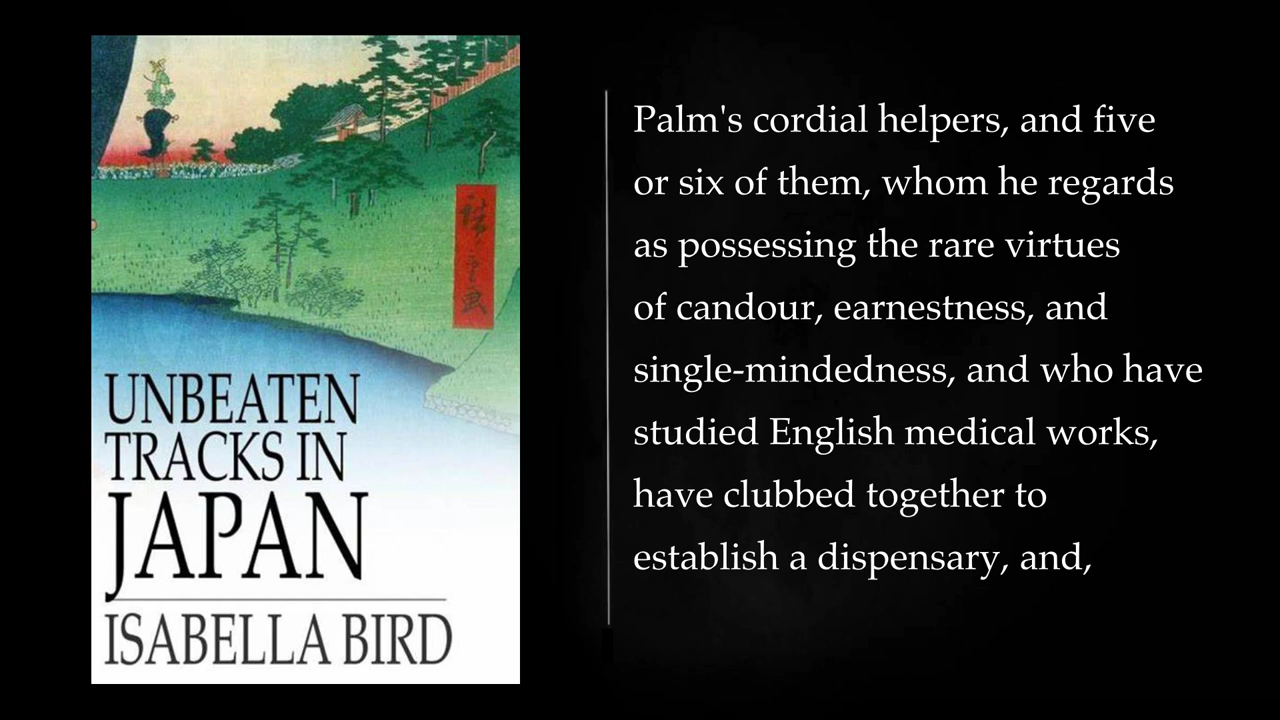 UNBEATEN
TRACKS IN
JAPAN
ISABELLA BIRD
Palm's cordial helpers, and five
or six of them, whom he regards
as possessing the rare virtues
of candour, earnestness, and
single-mindedness, and who have
studied English medical works,
have clubbed together to
establish a dispensary, and,